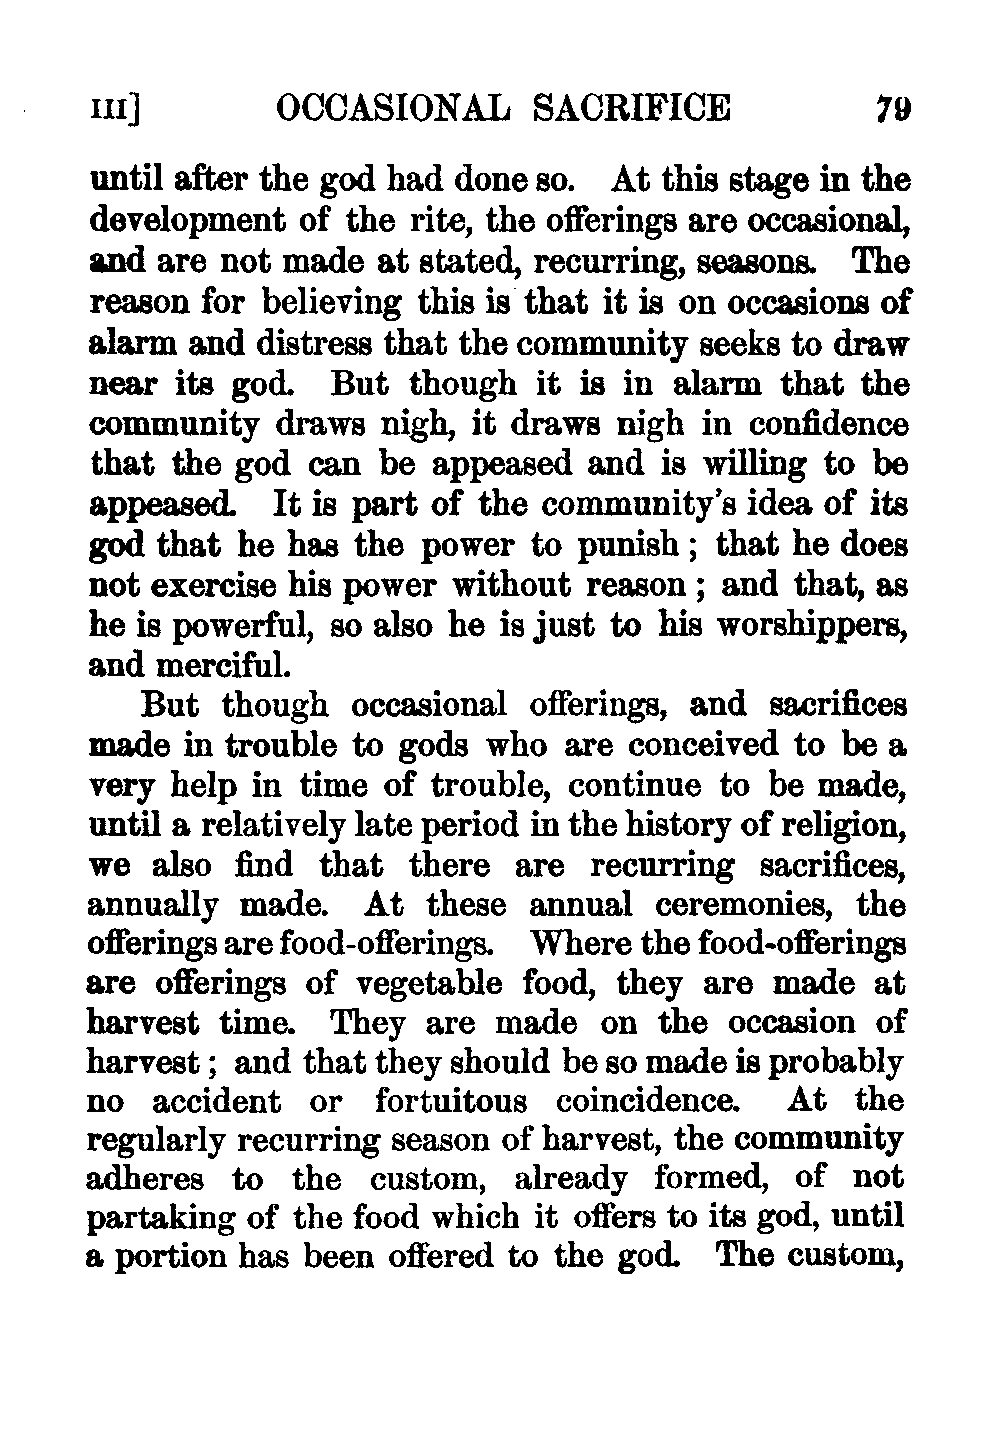 III] OCCASIONAL SACRIFICE 79
until after the god had done so. At this stage in the
development of the rite, the offerings are occasional,
and are not made at stated, recurring, seasons. The
reason for believing this is that it is on occasions of
alarm and distress that the community seeks to draw
near its god. But though it is in alarm that the
community draws nigh, it draws nigh in confidence
that the god can be appeased and is willing to be
appeased. It is part of the community's idea of its
god that he has the power to punish ; that he does
not exercise his power without reason ; and that, as
he is powerful, so also he is just to his worshippers,
and merciful.
But though occasional offerings, and sacrifices
made in trouble to gods who are conceived to be a
very help in time of trouble, continue to be made,
until a relatively late period in the history of religion,
we also find that there are recurring sacrifices,
annually made. At these annual ceremonies, the
offerings are food-offerings. Where the food-offerings
are offerings of vegetable food, they are made at
harvest time. They are made on the occasion of
harvest ; and that they should be so made is probably
no accident or fortuitous coincidence. At the
regularly recurring season of harvest, the community
adheres to the custom, already formed, of not
partaking of the food which it offers to its god, until
a portion has been offered to the god. The custom,